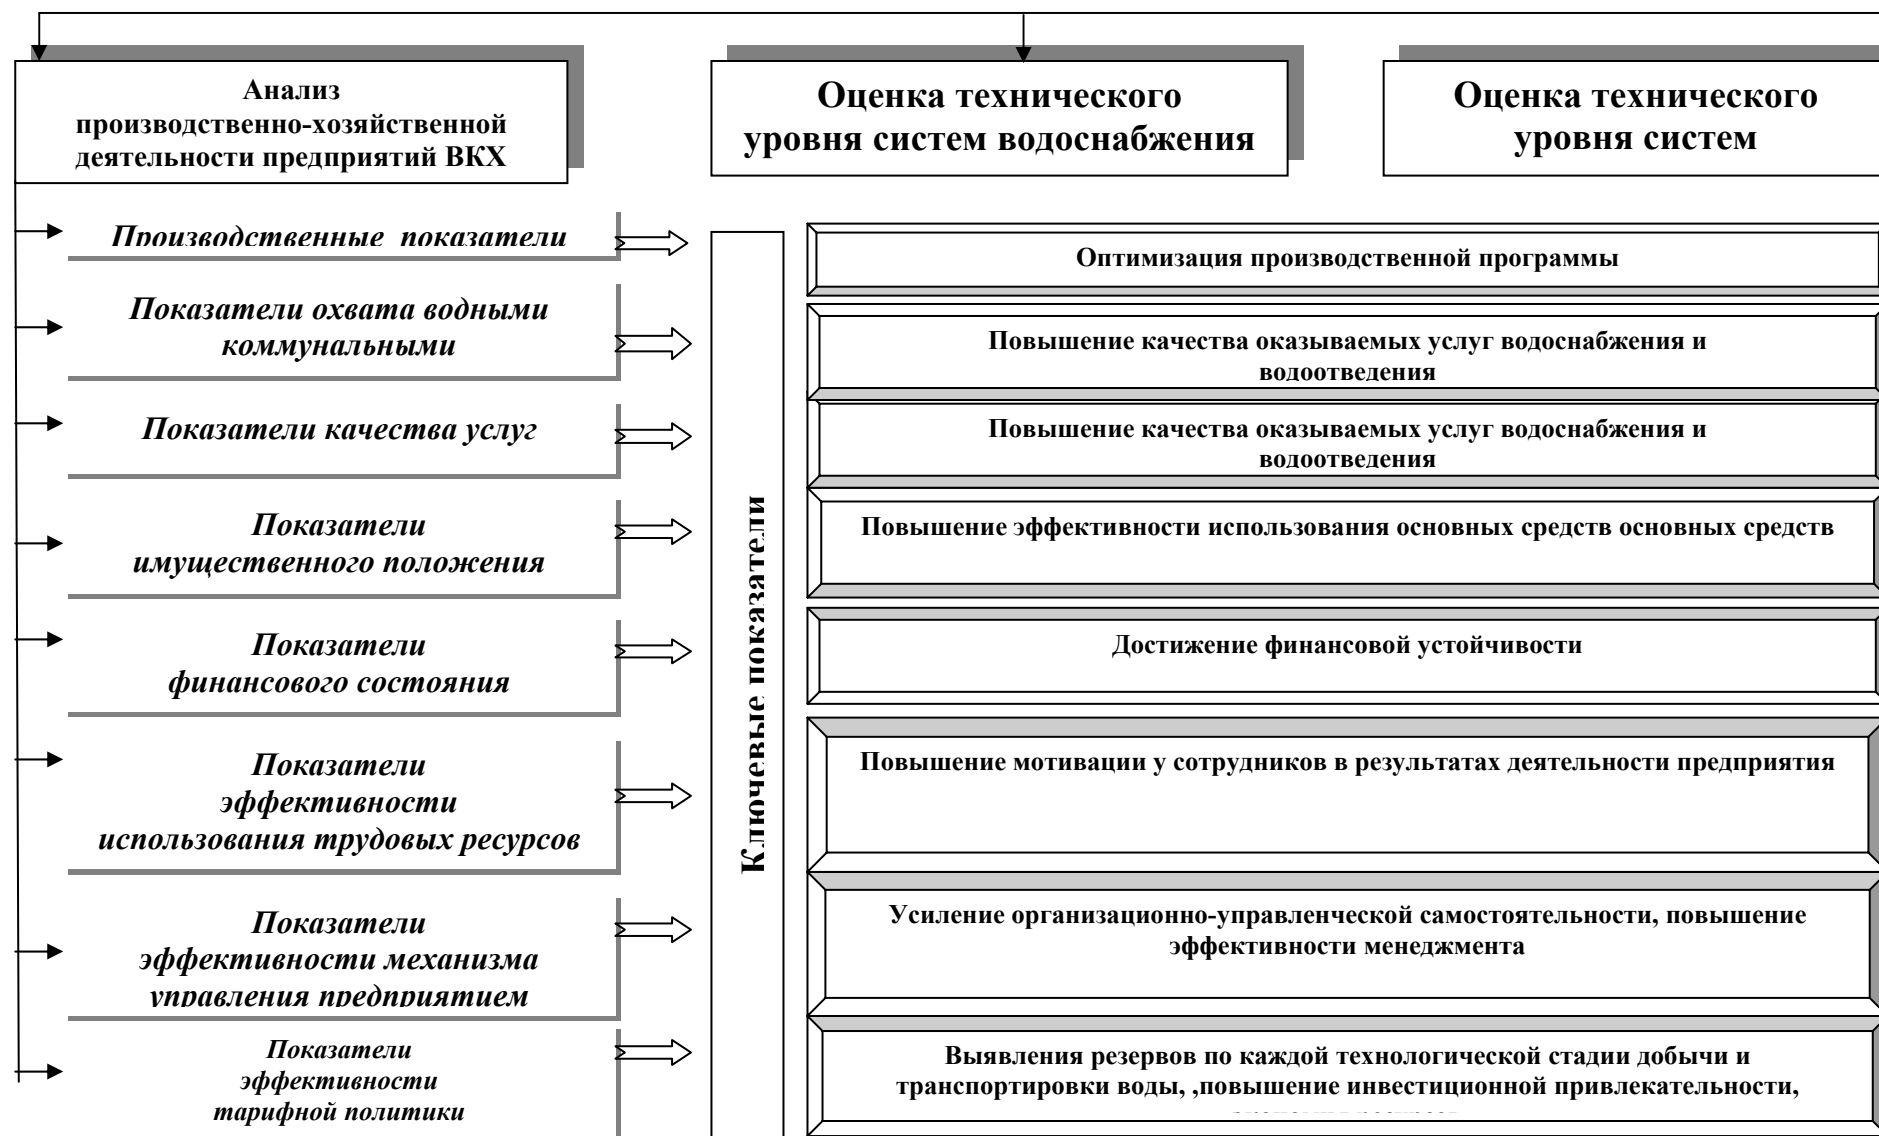 Анализ
производственно-хозяйственной
деятельности предприятий ВКХ
Оценка технического
уровня систем водоснабжения
Оценка технического
уровня систем
Производственные показатели
Показатели охвата водными
коммунальными
Показатели качества услуг
Показатели
имущественного положения
Показатели
финансового состояния
Показатели
эффективности
использования трудовых ресурсов
Показатели
эффективности механизма
управления предприятием
Показатели
эффективности
тарифной политики
Ключевые показатели
Оптимизация производственной программы
Повышение качества оказываемых услуг водоснабжения и
водоотведения
Повышение качества оказываемых услуг водоснабжения и
водоотведения
Повышение эффективности использования основных средств основных средств
Достижение финансовой устойчивости
Повышение мотивации у сотрудников в результатах деятельности предприятия
Усиление организационно-управленческой самостоятельности, повышение
эффективности менеджмента
Выявления резервов по каждой технологической стадии добычи и
транспортировки воды, ,повышение инвестиционной привлекательности,